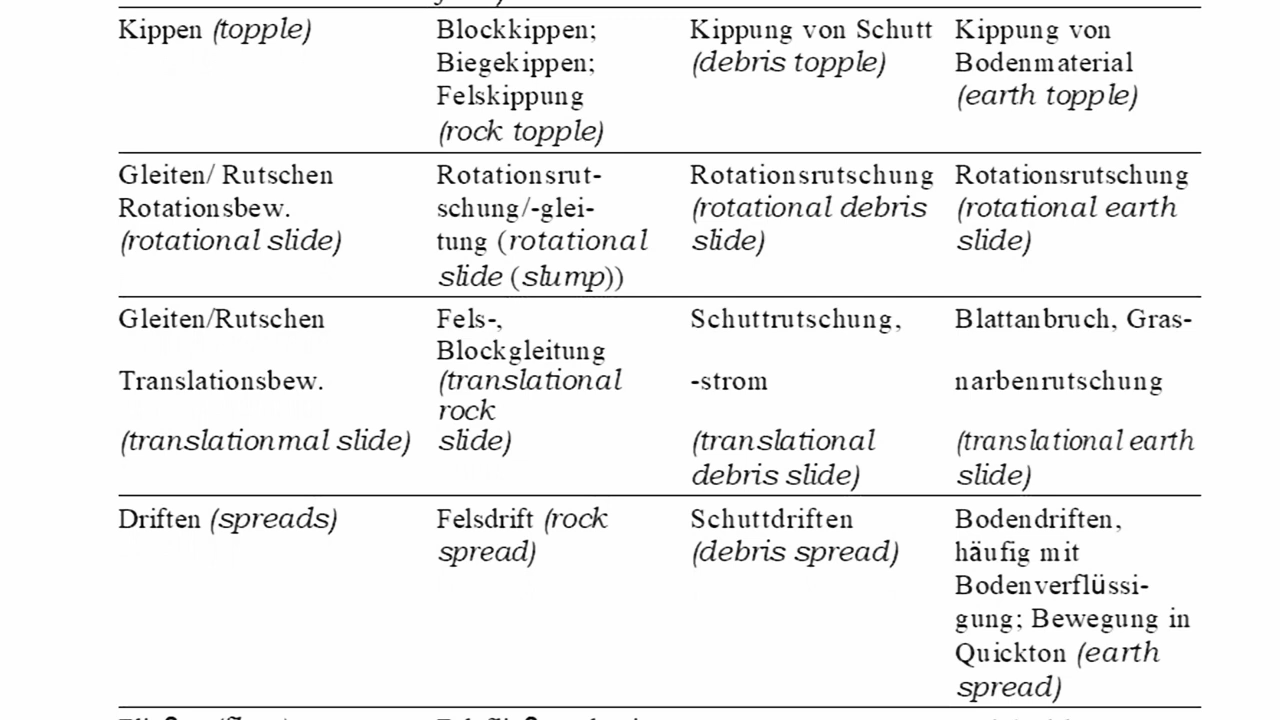 Kippen (topple)
Blockkippen;
Biegekippen;
Felskippung
(rock topple)
Kippung von Schutt
(debris topple)
Kippung von
Bodenmaterial
(earth topple)
Gleiten/ Rutschen
Rotationsbew.
(rotational slide)
Rotationsrut-
schung/-glei-
tung (rotational
slide (slump))
Rotationsrutschung
(rotational debris
slide)
Rotationsrutschung
(rotational earth
slide)
Gleiten/Rutschen
Translationsbew.
(translationmal slide)
Fels-,
Blockgleitung
(translational
rock
slide)
Schuttrutschung,
-strom
(translational
debris slide)
Blattanbruch, Gras-
narbenrutschung
(translational earth
slide)
Driften (spreads)
Felsdrift (rock
spread)
Schuttdriften
(debris spread)
Bodendriften,
häufig mit
Bodenverflüssi-
gung; Bewegung in
Quickton (earth
spread)